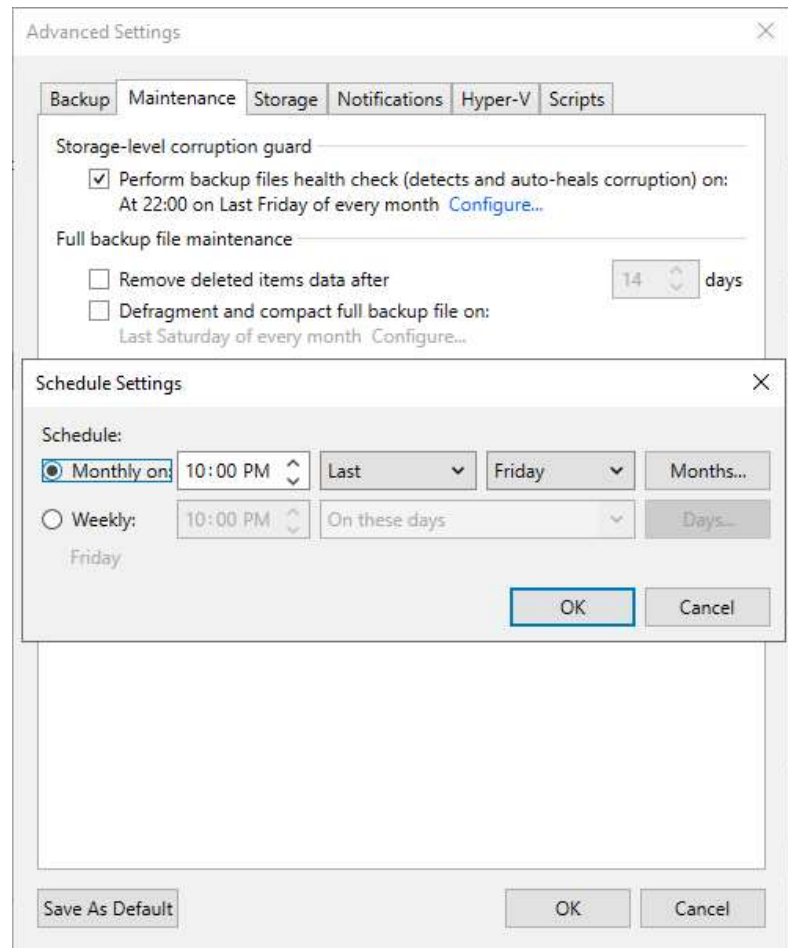 Advanced Settings
Backup Maintenance Storage Notifications Hyper-V Scripts
Storage-level corruption guard
Perform backup files health check (detects and auto-heals corruption) on:
At 22:00 on Last Friday of every month Configure...
Full backup file maintenance
Remove deleted items data after 14 days
Defragment and compact full backup file on:
Last Saturday of every month Configure...
Schedule Settings
Schedule:
Monthly on: 10:00 PM Last Friday Months...
Weekly: 10:00 PM On these days Days...
Friday
OK Cancel
Save As Default OK Cancel